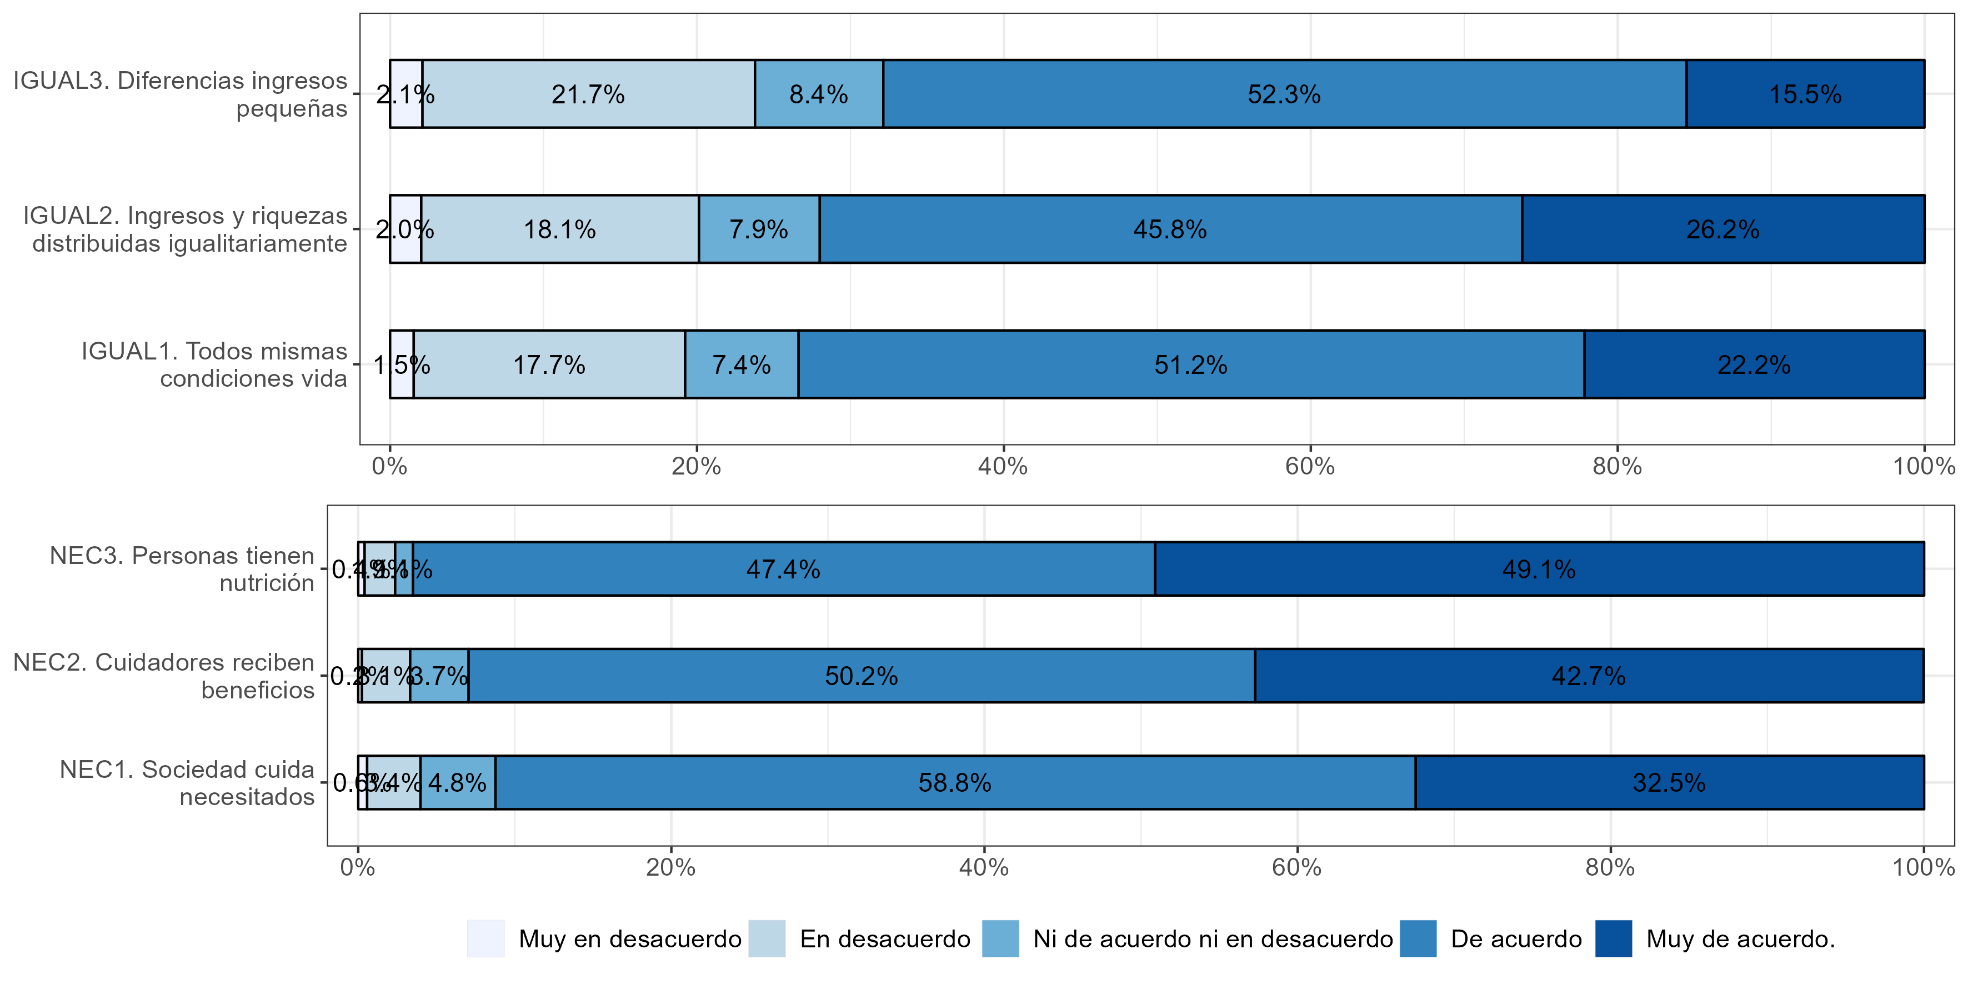 IGUAL3. Diferencias ingresos
pequeñas
2.1% 21.7% 8.4% 52.3% 15.5%
IGUAL2. Ingresos y riquezas
distribuidas igualitariamente
2.0% 18.1% 7.9% 45.8% 26.2%
IGUAL1. Todos mismas
condiciones vida
1.5% 17.7% 7.4% 51.2% 22.2%
0% 20% 40% 60% 80% 100%
NEC3. Personas tienen
nutrición
47.4% 49.1%
NEC2. Cuidadores reciben
beneficios
3.7% 50.2% 42.7%
NEC1. Sociedad cuida
necesitados
0.6% 3.4% 4.8% 58.8% 32.5%
0% 20% 40% 60% 80% 100%
Muy en desacuerdo En desacuerdo Ni de acuerdo ni en desacuerdo De acuerdo Muy de acuerdo.